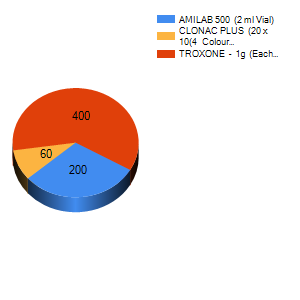 AMILAB 500 (2 ml Vial)
CLONAC PLUS (20 x
10(4 Colour..
TROXONE - 1g (Each..
400
60
200